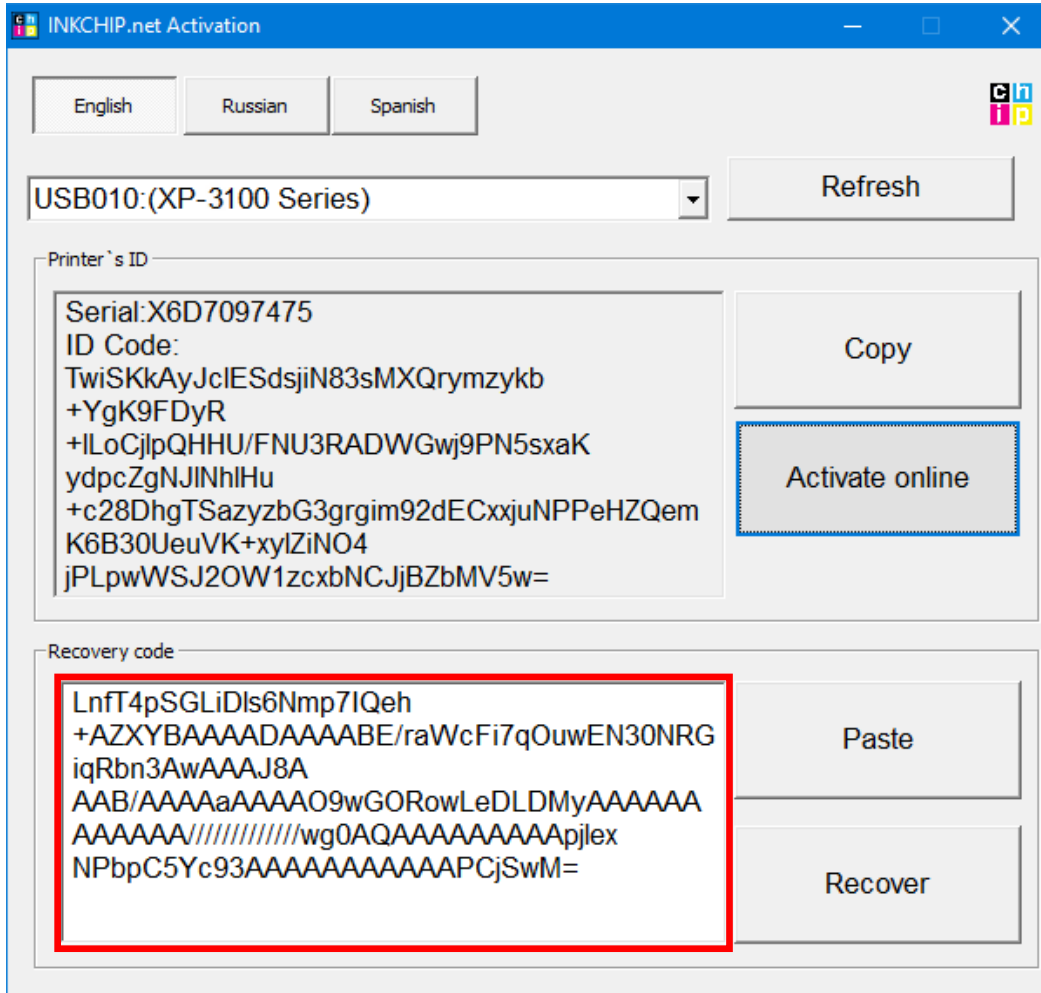 INKCHIP.net Activation
English
Russian
Spanish
chip
USB010:(XP-3100 Series)
Refresh
Printer`s ID
Serial:X6D7097475
ID Code:
TwiSKkAyJclESdsjiN83sMXQrymzykb
+YgK9FDyR
+lLoCjlpQHHU/FNU3RADWGwj9PN5sxaK
ydpcZgNJlNhlHu
+c28DhgTSazyzbG3grgim92dECxxjuNPPeHZQem
K6B30UeuVK+xylZiNO4
jPLpwWSJ2OW1zcxbNCJjBZbMV5w=
Copy
Activate online
Recovery code
LnfT4pSGLiDls6Nmp7IQeh
+AZXYBAAAADAAAABE/raWcFi7qOuwEN30NRG
iqRbn3AwAAAJ8A
AAB/AAAAaAAAAO9wGORowLeDLDMyAAAAAA
AAAAAA/////////////wg0AQAAAAAAAAApjlex
NPbpC5Yc93AAAAAAAAAAAPCjSwM=
Paste
Recover